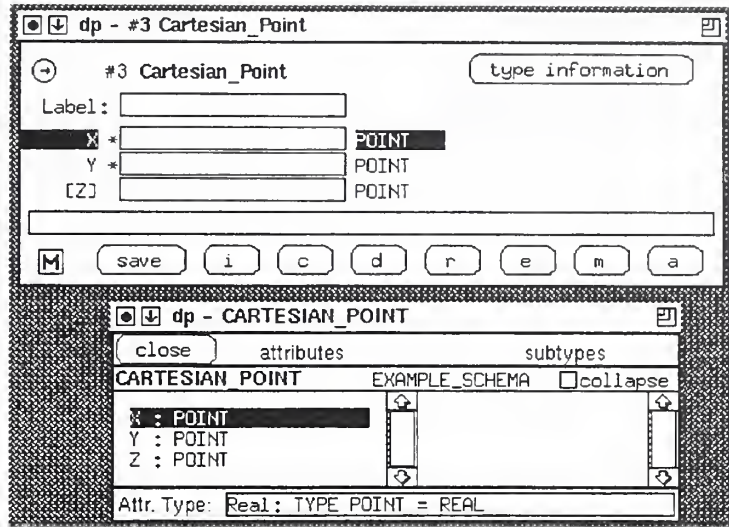 dp - #3 Cartesian_Point
#3 Cartesian_Point type information
Label:
X * POINT
Y * POINT
[Z] POINT
M save i c d r e m a
dp - CARTESIAN_POINT
close attributes subtypes
CARTESIAN_POINT EXAMPLE_SCHEMA collapse
X : POINT
Y : POINT
Z : POINT
Attr. Type: Real: TYPE POINT = REAL